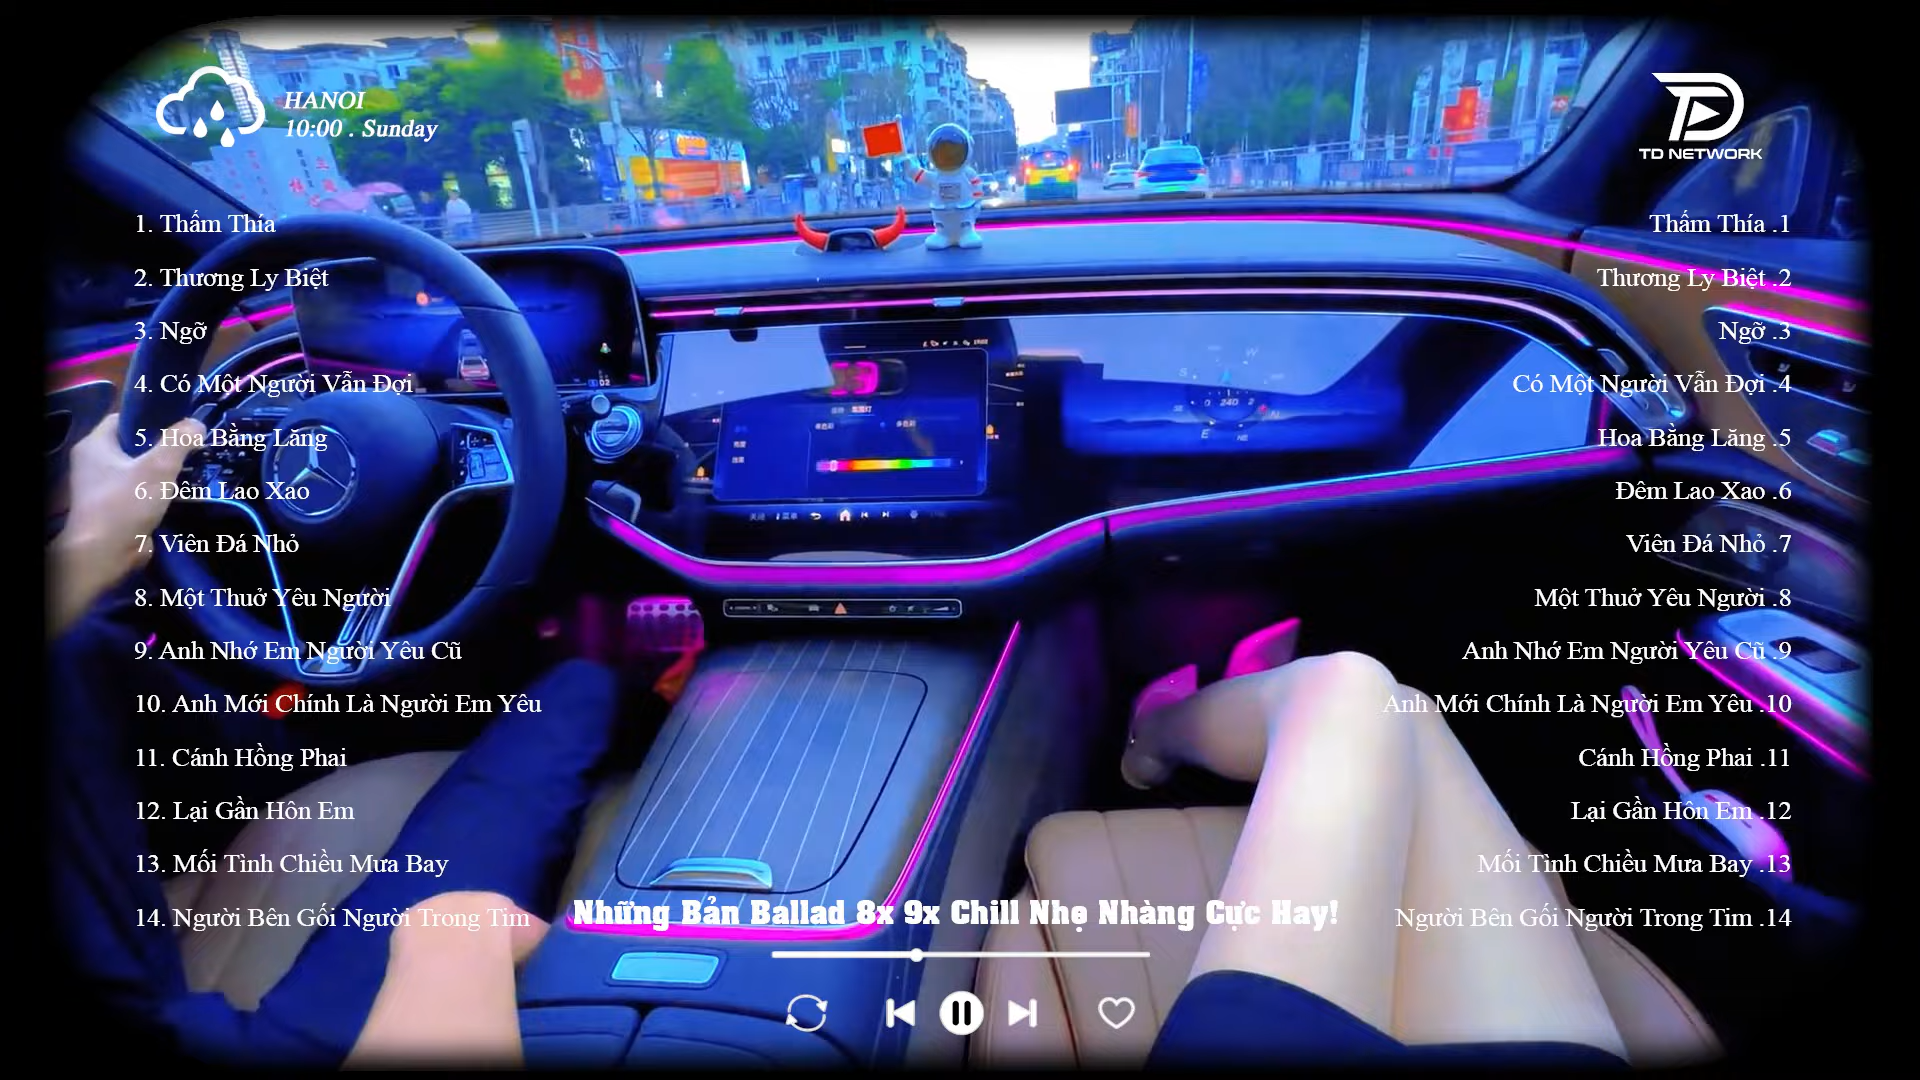 HANOI
10:00 . Sunday
TD NETWORK
1. Thấm Thía
2. Thương Ly Biệt
3. Ngỡ
4. Có Một Người Vẫn Đợi
5. Hoa Bằng Lăng
6. Đêm Lao Xao
7. Viên Đá Nhỏ
8. Một Thuở Yêu Người
9. Anh Nhớ Em Người Yêu Cũ
10. Anh Mới Chính Là Người Em Yêu
11. Cánh Hồng Phai
12. Lại Gần Hôn Em
13. Mối Tình Chiều Mưa Bay
14. Người Bên Gối Người Trong Tim
Thấm Thía .1
Thương Ly Biệt .2
Ngỡ .3
Có Một Người Vẫn Đợi .4
Hoa Bằng Lăng .5
Đêm Lao Xao .6
Viên Đá Nhỏ .7
Một Thuở Yêu Người .8
Anh Nhớ Em Người Yêu Cũ .9
Anh Mới Chính Là Người Em Yêu .10
Cánh Hồng Phai .11
Lại Gần Hôn Em .12
Mối Tình Chiều Mưa Bay .13
Người Bên Gối Người Trong Tim .14
Những Bản Ballad 8x 9x Chill Nhẹ Nhàng Cực Hay!